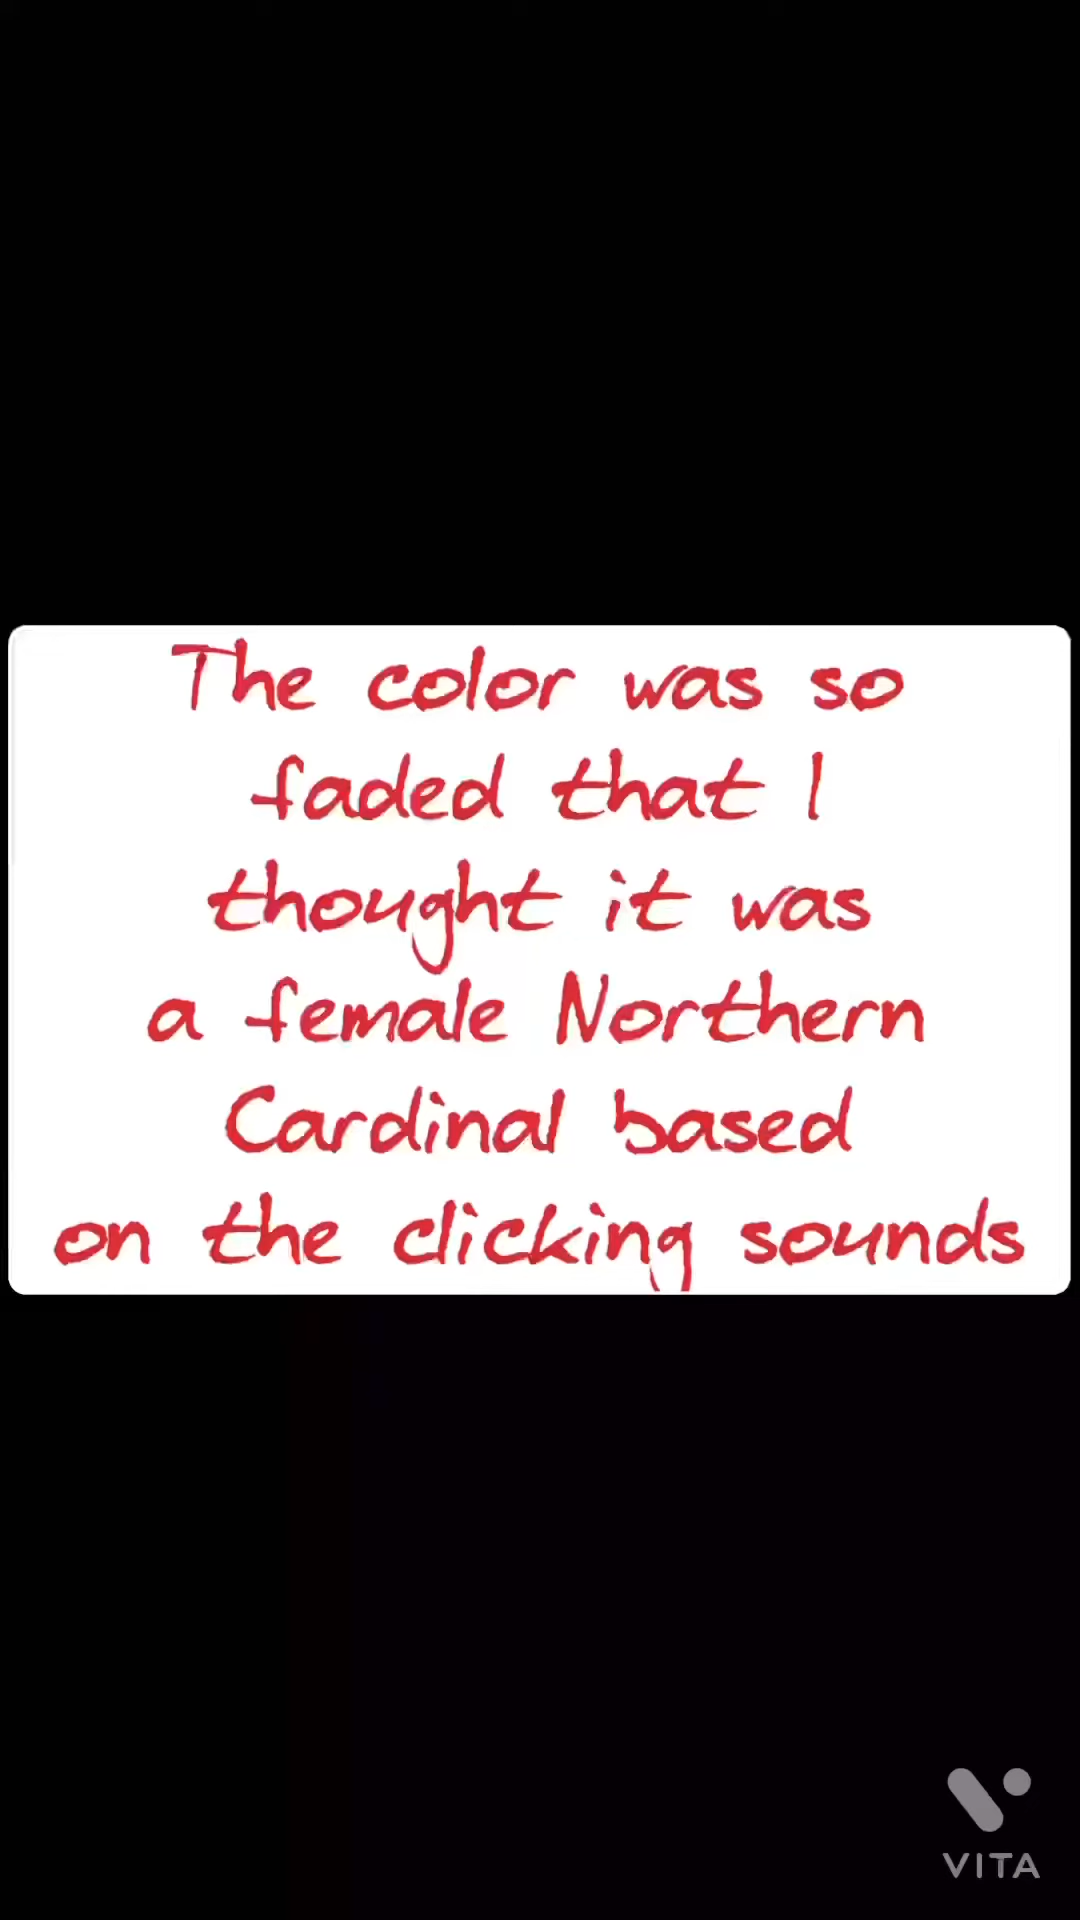 The color was so
faded that I
thought it was
a female Northern
Cardinal based
on the clicking sounds
VITA